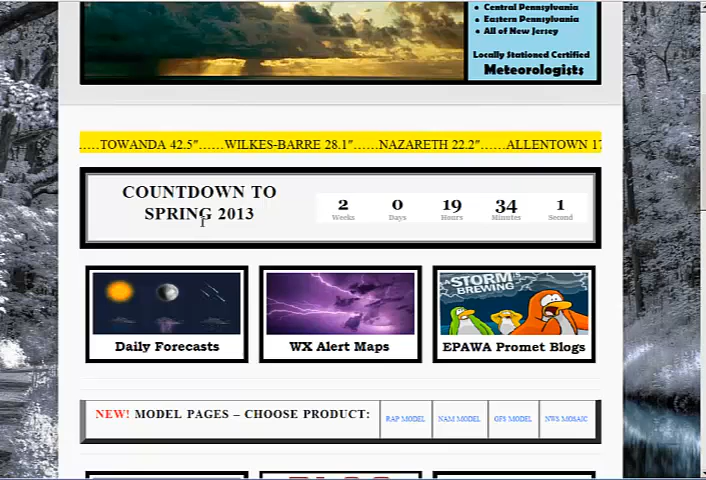 Central Pennsylvania
Eastern Pennsylvania
All of New Jersey
Locally Stationed Certified
Meteorologists
.....TOWANDA 42.5"......WILKES-BARRE 28.1"......NAZARETH 22.2"......ALLENTOWN 17
COUNTDOWN TO
SPRING 2013
2 0 19 34 1
Weeks Days Hours Minutes Second
STORM
BREWING
Daily Forecasts
WX Alert Maps
EPAWA Promet Blogs
NEW! MODEL PAGES – CHOOSE PRODUCT:
RAP MODEL
NAM MODEL
GFS MODEL
NWS MOSAIC